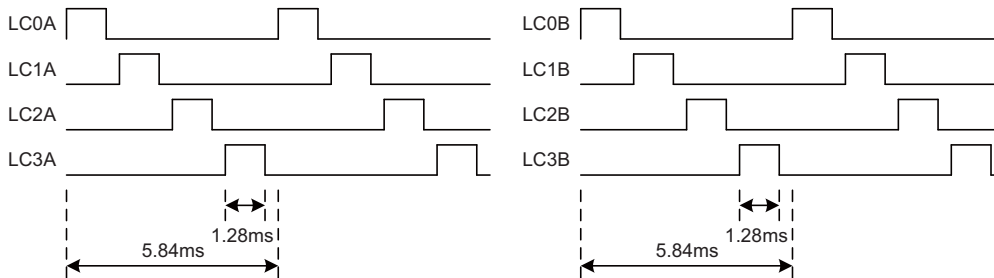 LC0A
LC1A
LC2A
LC3A
1.28ms
5.84ms
LC0B
LC1B
LC2B
LC3B
1.28ms
5.84ms